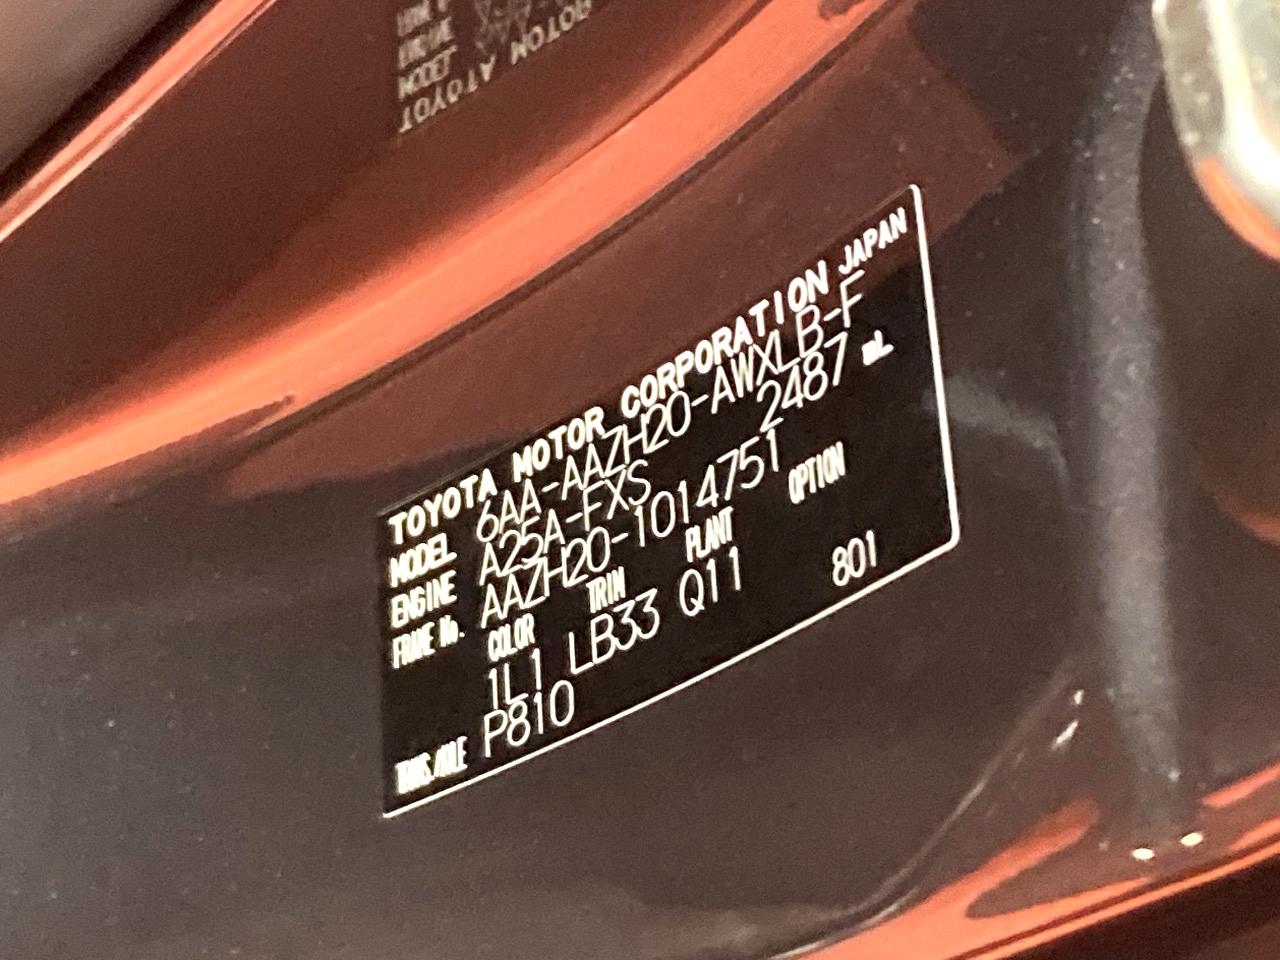 TOYOTA MOTOR CORPORATION JAPAN
MODEL 6AA-AAZH20-AWXLB-F
ENGINE A25A-FXS 2487 mL
FRAME No. AAZH20-1014751
COLOR TRIM PLANT OPTION
1L1 LB33 Q11 801
TRANS./AXLE P810